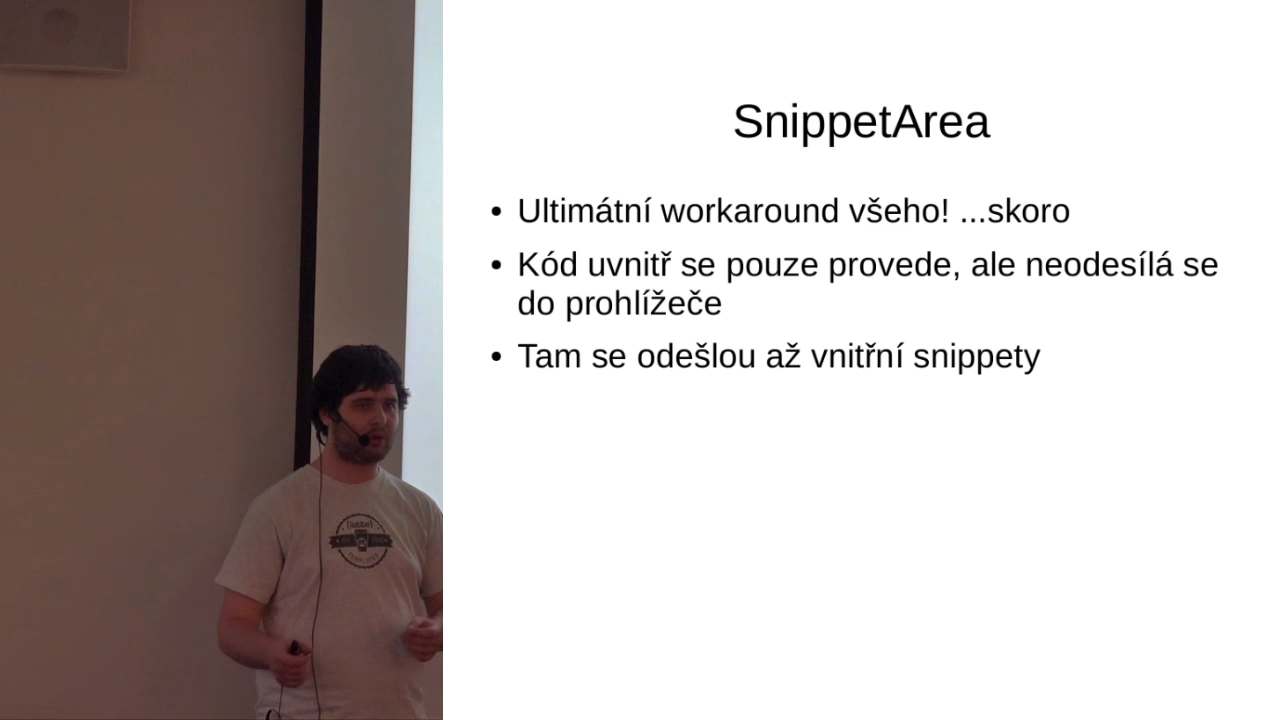 SnippetArea
• Ultimátní workaround všeho! ...skoro
• Kód uvnitř se pouze provede, ale neodesílá se
do prohlížeče
• Tam se odešlou až vnitřní snippety